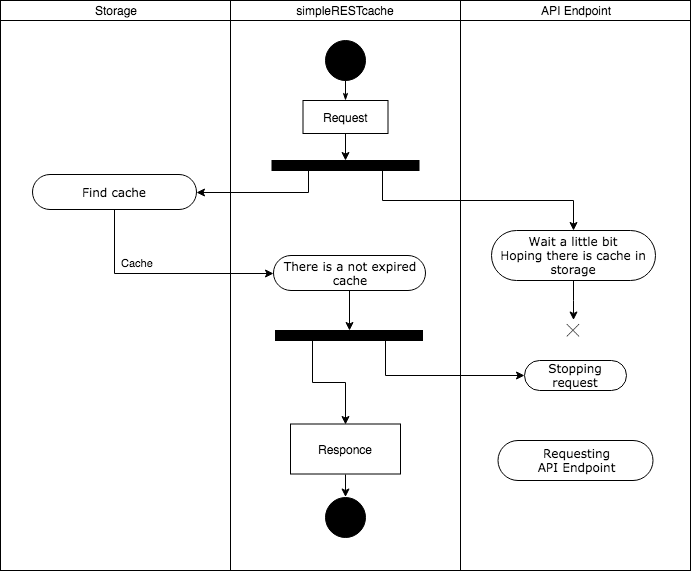 Storage
simpleRESTcache
API Endpoint
Request
Find cache
Wait a little bit
Hoping there is cache in
storage
Cache
There is a not expired
cache
Stopping
request
Responce
Requesting
API Endpoint